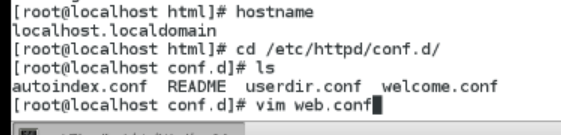 [root@localhost html]# hostname
localhost.localdomain
[root@localhost html]# cd /etc/httpd/conf.d/
[root@localhost conf.d]# ls
autoindex.conf  README  userdir.conf  welcome.conf
[root@localhost conf.d]# vim web.conf